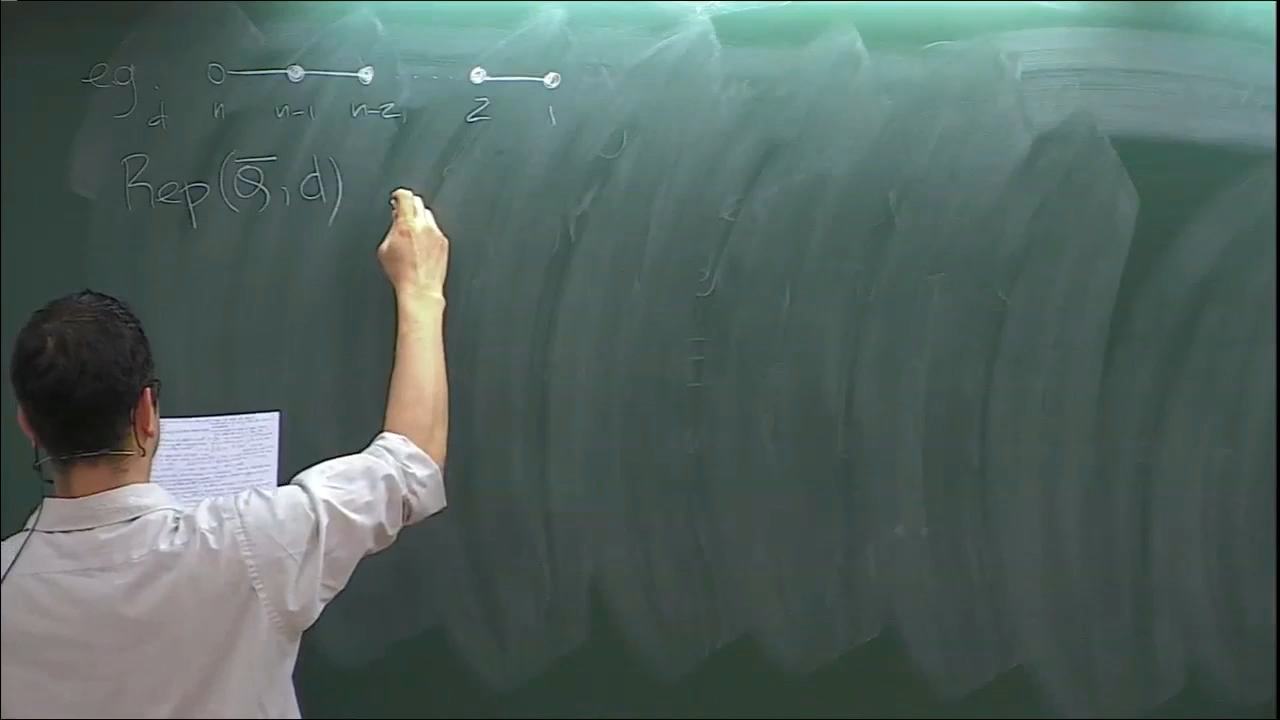 eg.
d n n-1 n-2 2 1
Rep(Q̅, d)